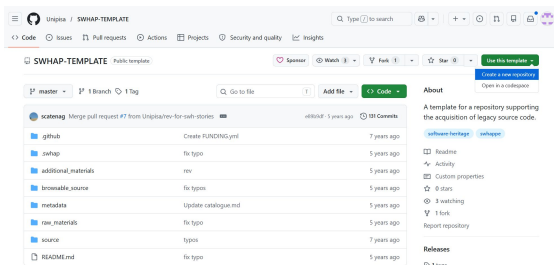 Unipisa / SWHAP-TEMPLATE
Type / to search
Code Issues Pull requests Actions Projects Security and quality Insights
SWHAP-TEMPLATE Public template
Sponsor Watch 3 Fork 1 Star 0 Use this template
Create a new repository
Open in a codespace
master 1 Branch 1 Tag Go to file t Add file Code
scatenag Merge pull request #7 from Unipisa/rev-for-swh-stories 5 years ago 131 Commits
.github Create FUNDING.yml 7 years ago
.swhap fix typo 5 years ago
additional_materials rev 5 years ago
browsable_source fix typos 5 years ago
metadata Update catalogue.md 5 years ago
raw_materials fix typo 5 years ago
source typos 7 years ago
README.md fix typo 5 years ago
About
A template for a repository supporting
the acquisition of legacy source code.
software-heritage swhappe
Readme
Activity
Custom properties
0 stars
3 watching
1 fork
Report repository
Releases